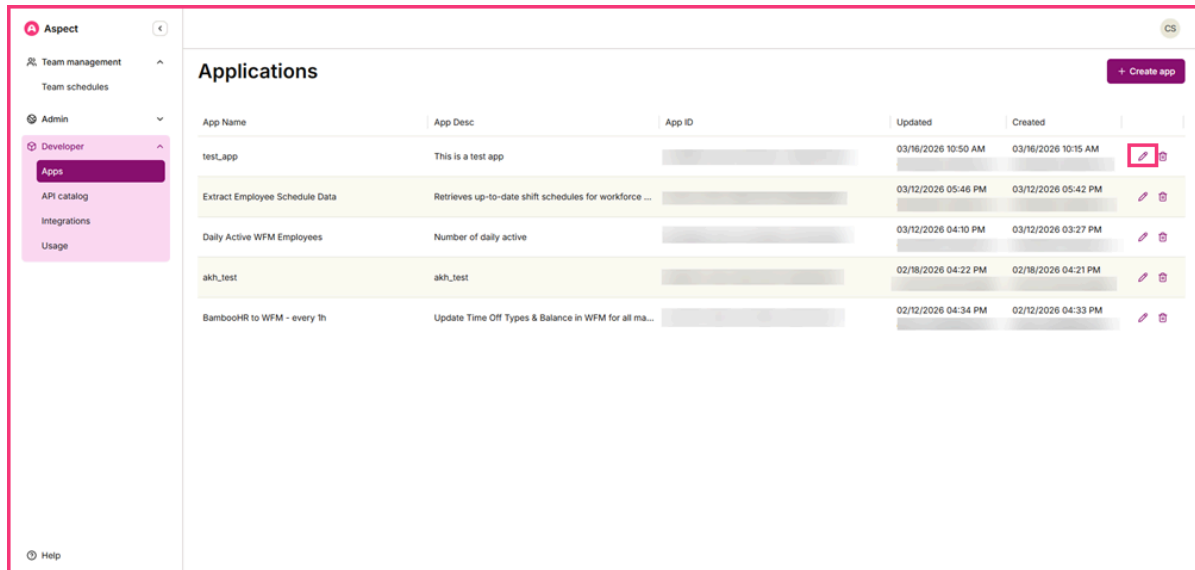 Aspect
CS
Team management
Team schedules
Admin
Developer
Apps
API catalog
Integrations
Usage
Help
Applications
+ Create app
App Name App Desc App ID Updated Created
test_app This is a test app 03/16/2026 10:50 AM 03/16/2026 10:15 AM
Extract Employee Schedule Data Retrieves up-to-date shift schedules for workforce ... 03/12/2026 05:46 PM 03/12/2026 05:42 PM
Daily Active WFM Employees Number of daily active 03/12/2026 04:10 PM 03/12/2026 03:27 PM
akh_test akh_test 02/18/2026 04:22 PM 02/18/2026 04:21 PM
BambooHR to WFM - every 1h Update Time Off Types & Balance in WFM for all ma... 02/12/2026 04:34 PM 02/12/2026 04:33 PM